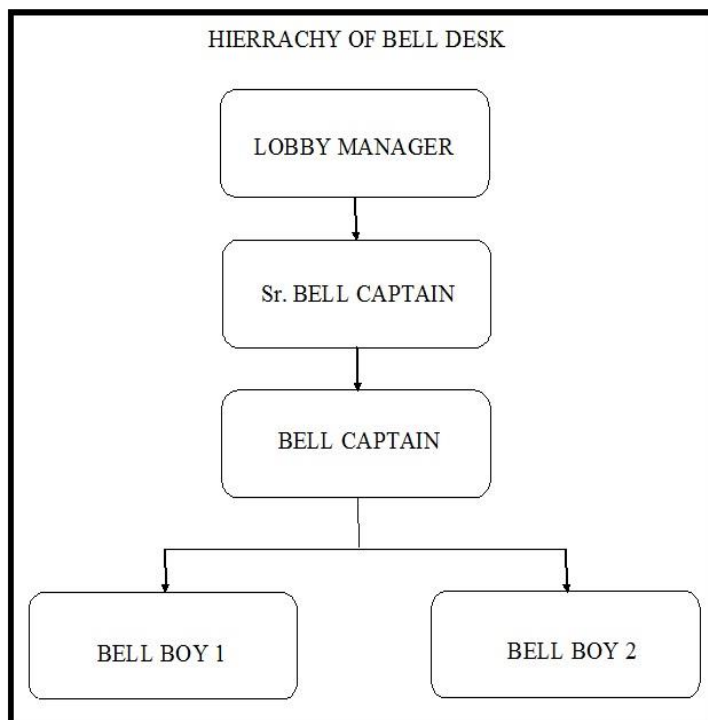 HIERRACHY OF BELL DESK
LOBBY MANAGER
Sr. BELL CAPTAIN
BELL CAPTAIN
BELL BOY 1
BELL BOY 2